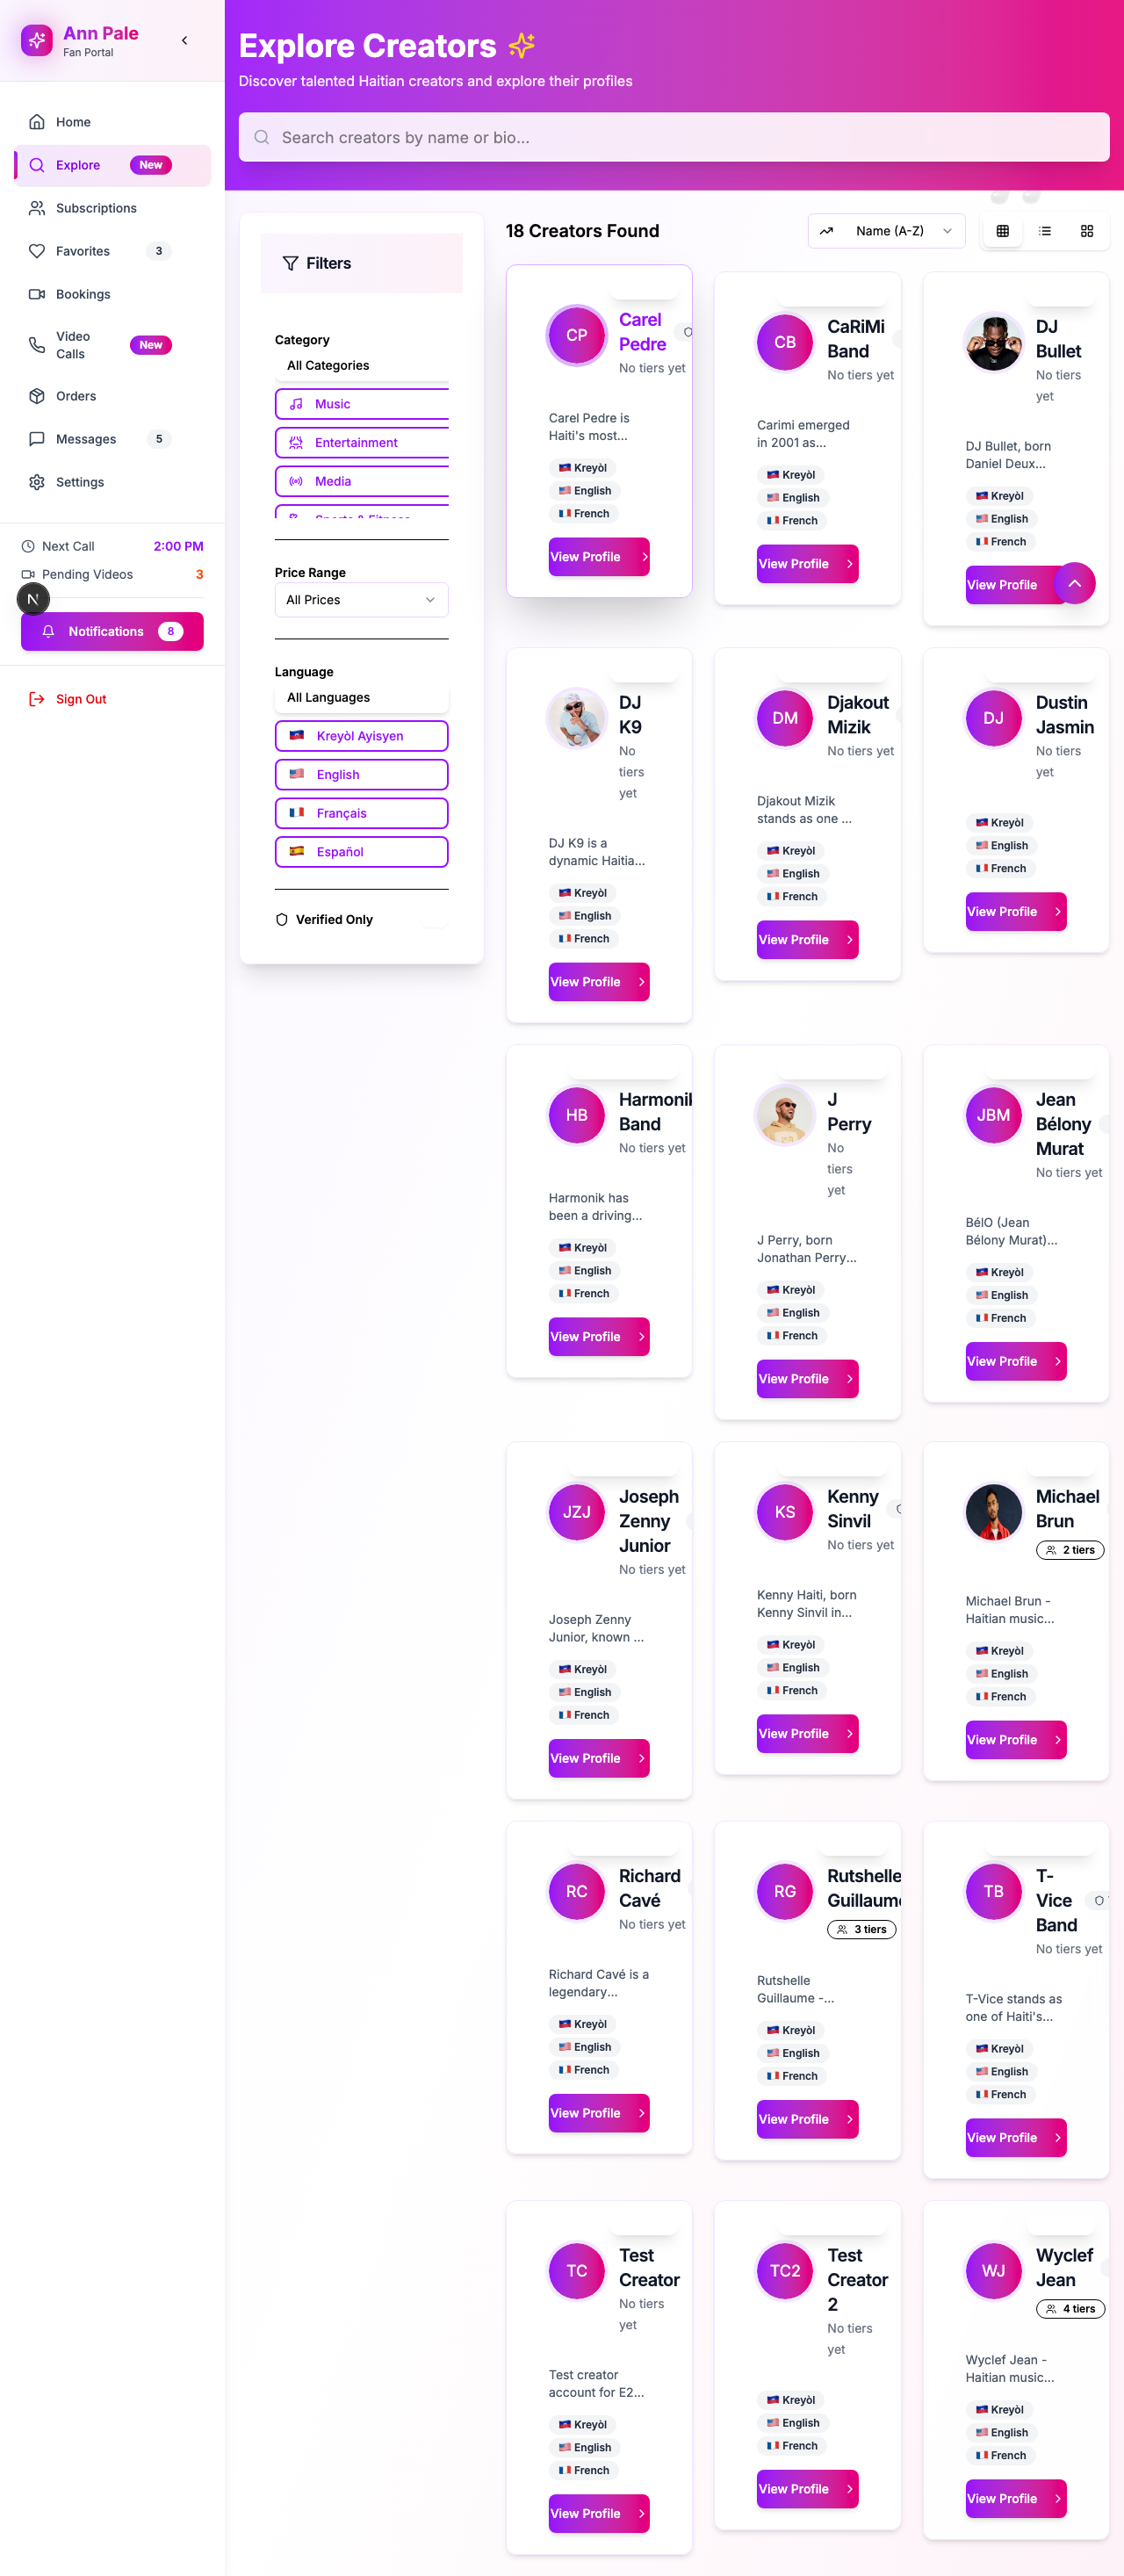 Ann Pale
Fan Portal
Home
Explore New
Subscriptions
Favorites 3
Bookings
Video
Calls
New
Orders
Messages 5
Settings
Next Call 2:00 PM
Pending Videos 3
N
Notifications 8
Sign Out
Explore Creators
Discover talented Haitian creators and explore their profiles
Search creators by name or bio...
Filters
Category
All Categories
Music
Entertainment
Media
Price Range
All Prices
Language
All Languages
Kreyòl Ayisyen
English
Français
Español
Verified Only
18 Creators Found
Name (A-Z)
CP
Carel
Pedre
No tiers yet
Carel Pedre is
Haiti's most...
Kreyòl
English
French
View Profile
CB
CaRiMi
Band
No tiers yet
Carimi emerged
in 2001 as...
Kreyòl
English
French
View Profile
DJ
Bullet
No tiers
yet
DJ Bullet, born
Daniel Deux...
Kreyòl
English
French
View Profile
DJ
K9
No
tiers
yet
DJ K9 is a
dynamic Haitia...
Kreyòl
English
French
View Profile
DM
Djakout
Mizik
No tiers yet
Djakout Mizik
stands as one ...
Kreyòl
English
French
View Profile
DJ
Dustin
Jasmin
No tiers
yet
Kreyòl
English
French
View Profile
HB
Harmonik
Band
No tiers yet
Harmonik has
been a driving...
Kreyòl
English
French
View Profile
J
Perry
No
tiers
yet
J Perry, born
Jonathan Perry...
Kreyòl
English
French
View Profile
JBM
Jean
Bélony
Murat
No tiers yet
BélO (Jean
Bélony Murat)...
Kreyòl
English
French
View Profile
JZJ
Joseph
Zenny
Junior
No tiers yet
Joseph Zenny
Junior, known ...
Kreyòl
English
French
View Profile
KS
Kenny
Sinvil
No tiers yet
Kenny Haiti, born
Kenny Sinvil in...
Kreyòl
English
French
View Profile
Michael
Brun
2 tiers
Michael Brun -
Haitian music...
Kreyòl
English
French
View Profile
RC
Richard
Cavé
No tiers yet
Richard Cavé is a
legendary...
Kreyòl
English
French
View Profile
RG
Rutshelle
Guillaume
3 tiers
Rutshelle
Guillaume -...
Kreyòl
English
French
View Profile
TB
T-
Vice
Band
No tiers yet
T-Vice stands as
one of Haiti's...
Kreyòl
English
French
View Profile
TC
Test
Creator
No tiers
yet
Test creator
account for E2...
Kreyòl
English
French
View Profile
TC2
Test
Creator
2
No tiers
yet
Kreyòl
English
French
View Profile
WJ
Wyclef
Jean
4 tiers
Wyclef Jean -
Haitian music...
Kreyòl
English
French
View Profile